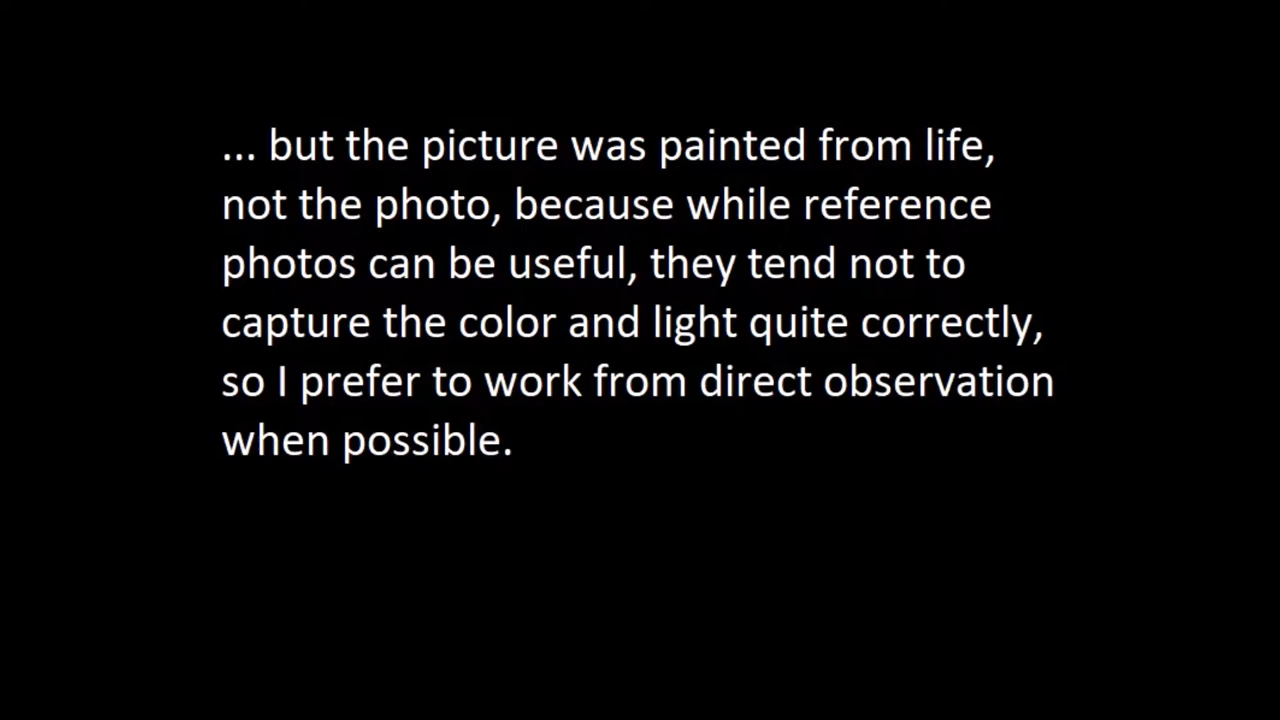 ... but the picture was painted from life,
not the photo, because while reference
photos can be useful, they tend not to
capture the color and light quite correctly,
so I prefer to work from direct observation
when possible.